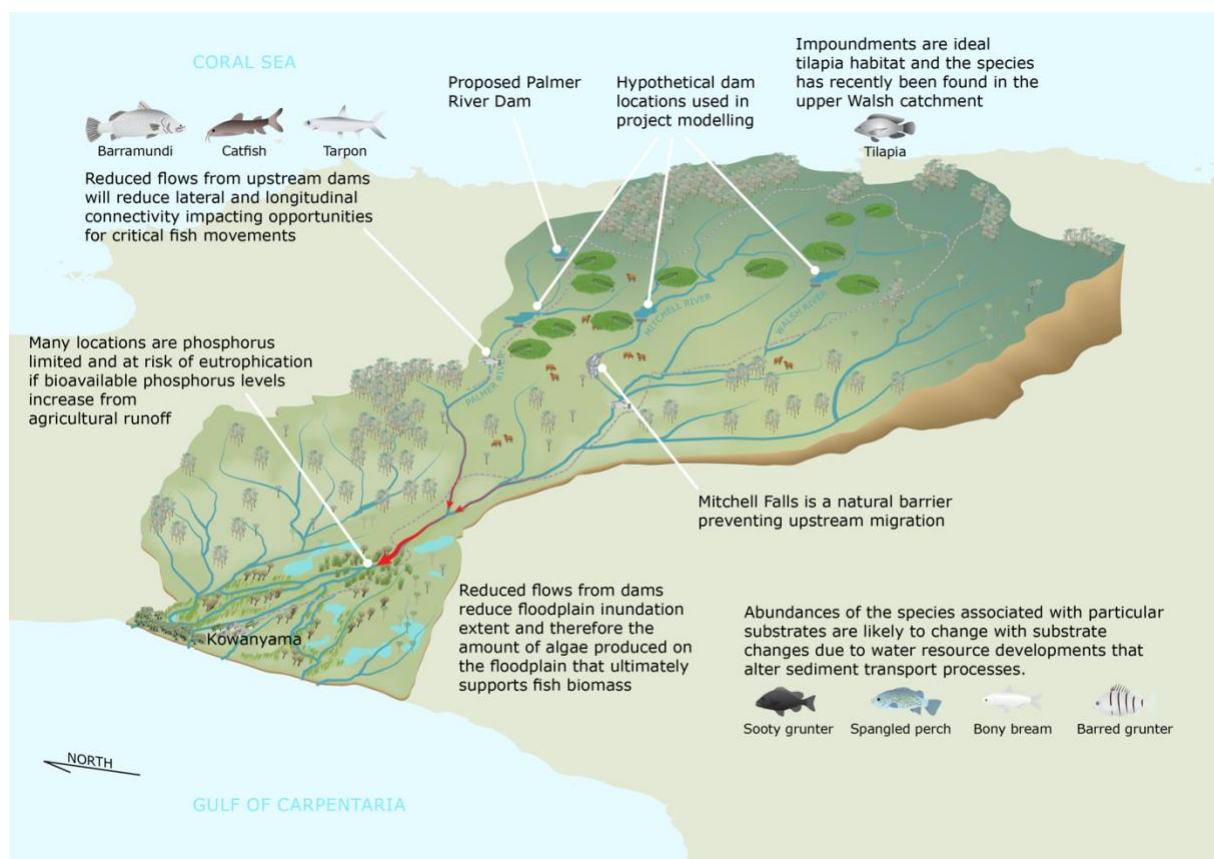 CORAL SEA
Barramundi
Catfish
Tarpon
Reduced flows from upstream dams
will reduce lateral and longitudinal
connectivity impacting opportunities
for critical fish movements
Proposed Palmer
River Dam
Hypothetical dam
locations used in
project modelling
Impoundments are ideal
tilapia habitat and the species
has recently been found in the
upper Walsh catchment
Tilapia
MITCHELL RIVER
WALSH RIVER
PALMER RIVER
Many locations are phosphorus
limited and at risk of eutrophication
if bioavailable phosphorus levels
increase from
agricultural runoff
Mitchell Falls is a natural barrier
preventing upstream migration
Kowanyama
Reduced flows from dams
reduce floodplain inundation
extent and therefore the
amount of algae produced on
the floodplain that ultimately
supports fish biomass
Abundances of the species associated with particular
substrates are likely to change with substrate
changes due to water resource developments that
alter sediment transport processes.
Sooty grunter
Spangled perch
Bony bream
Barred grunter
NORTH
GULF OF CARPENTARIA